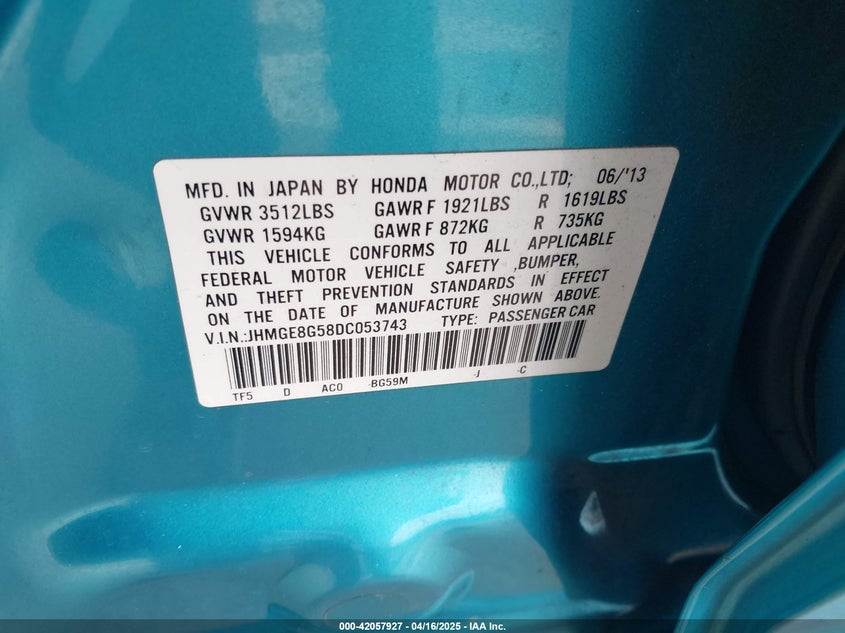 MFD. IN JAPAN BY HONDA MOTOR CO.,LTD; 06/'13
GVWR 3512LBS GAWR F 1921LBS R 1619LBS
GVWR 1594KG GAWR F 872KG R 735KG
THIS VEHICLE CONFORMS TO ALL APPLICABLE
FEDERAL MOTOR VEHICLE SAFETY ,BUMPER,
AND THEFT PREVENTION STANDARDS IN EFFECT
ON THE DATE OF MANUFACTURE SHOWN ABOVE.
V.I.N.:JHMGE8G58DC053743 TYPE: PASSENGER CAR
TF5 D AC0 -BG59M -J -C
000-42057927 - 04/16/2025 - IAA Inc.